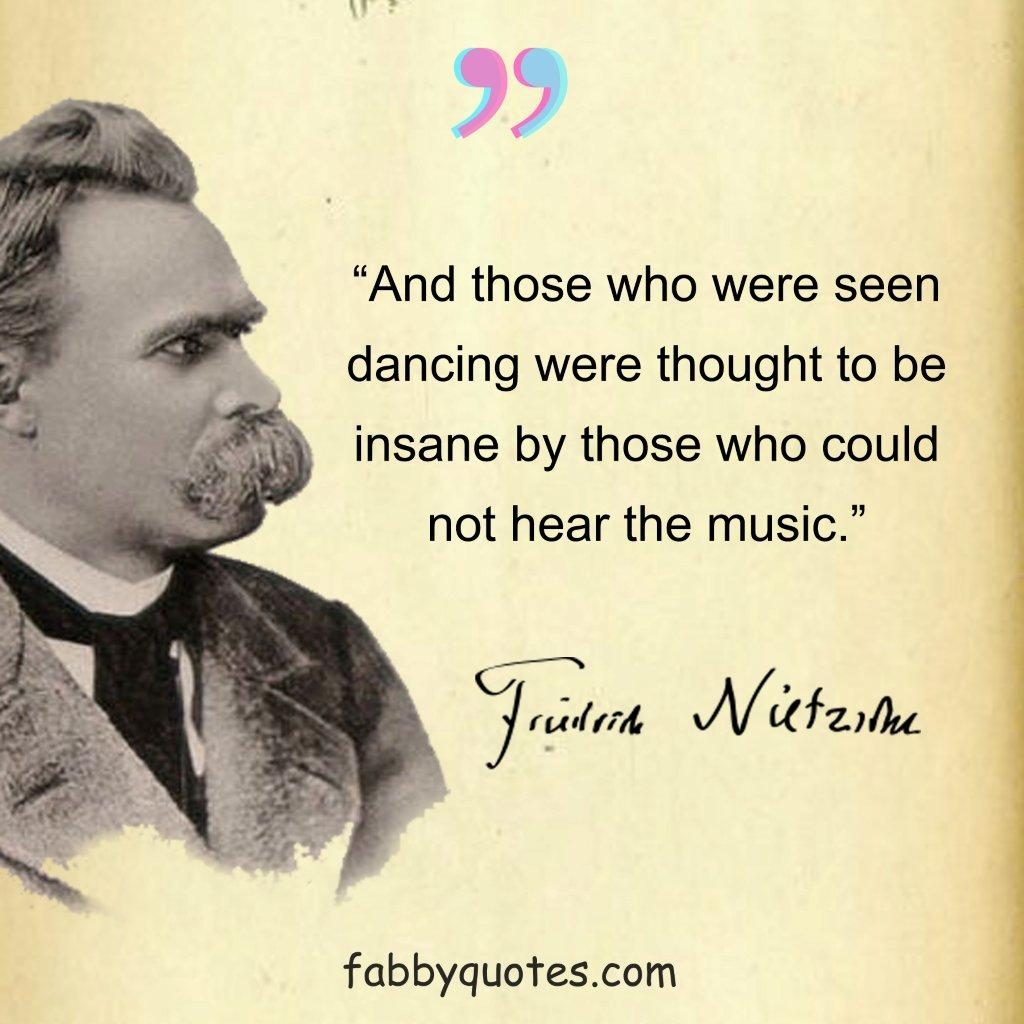 “And those who were seen
dancing were thought to be
insane by those who could
not hear the music.”
Friedrich Nietzsche
fabbyquotes.com